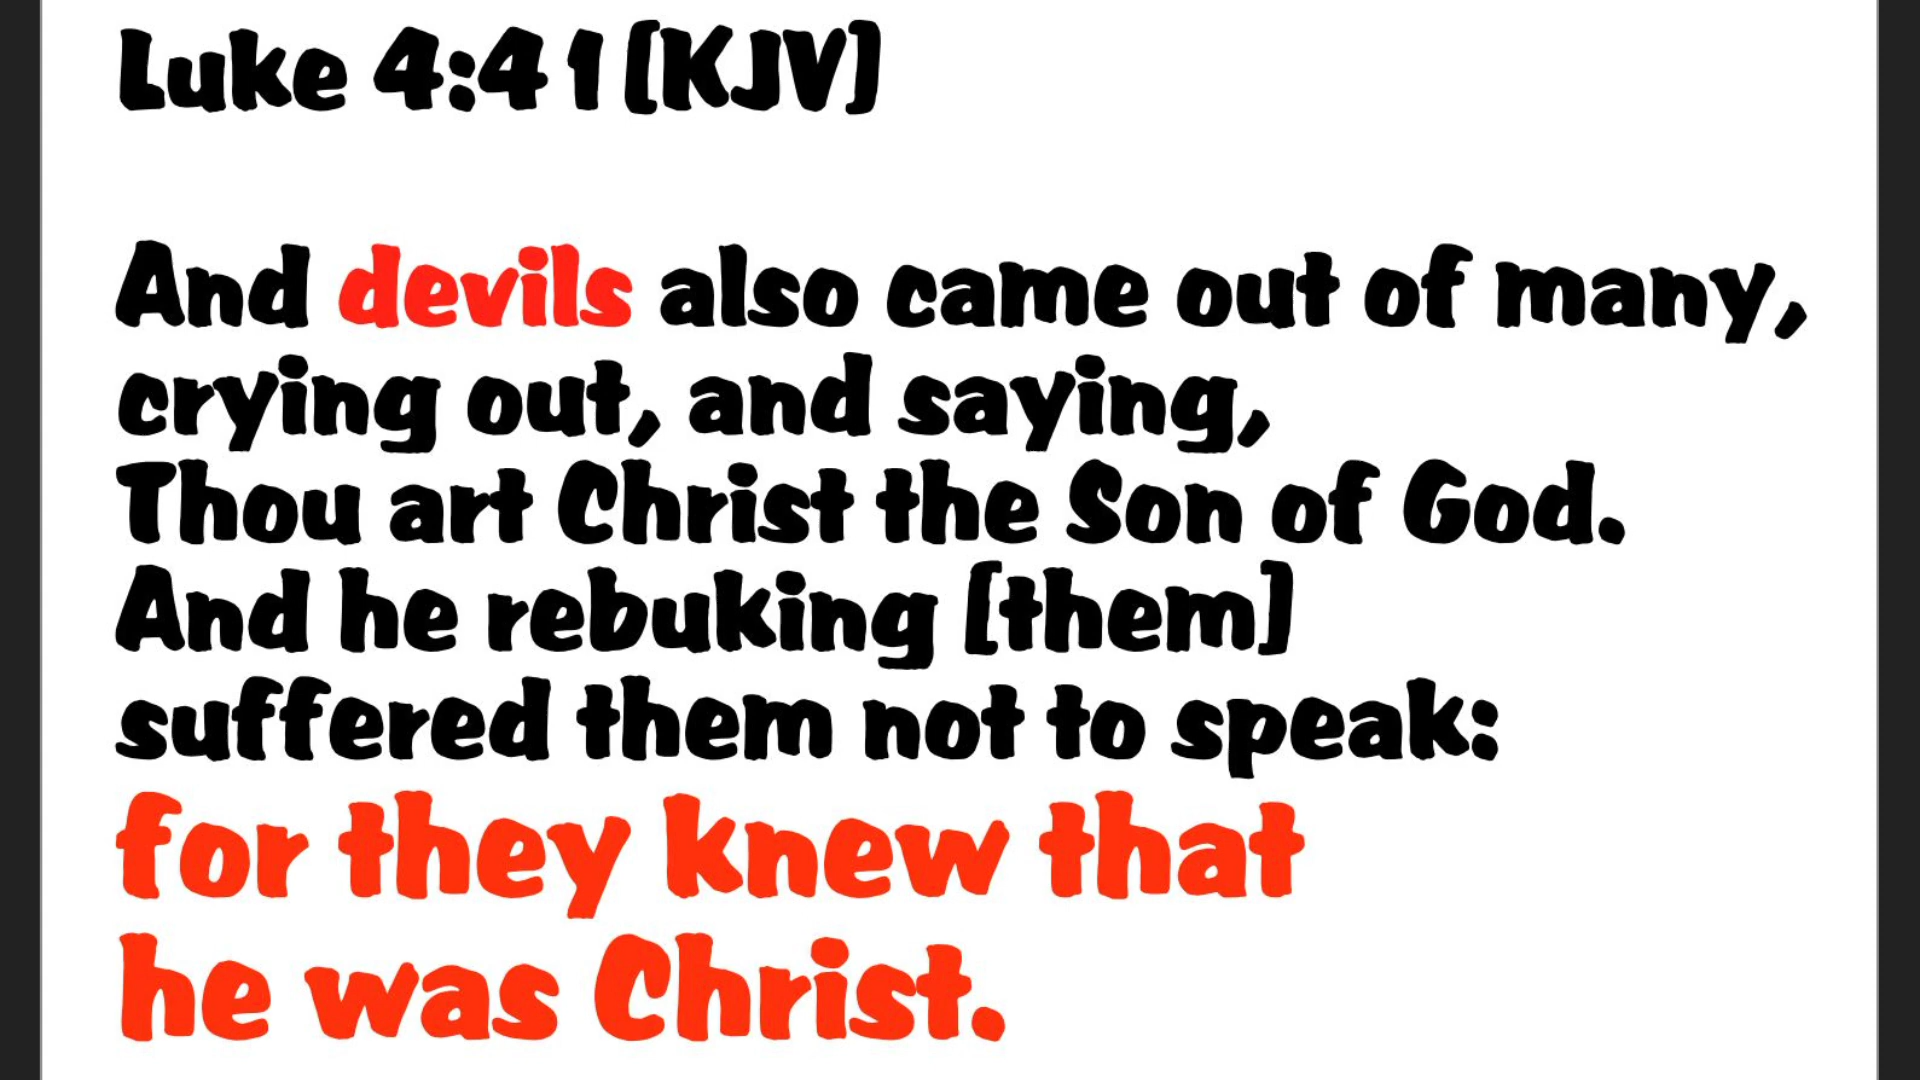 Luke 4:41 (KJV)
And devils also came out of many,
crying out, and saying,
Thou art Christ the Son of God.
And he rebuking [them]
suffered them not to speak:
for they knew that
he was Christ.